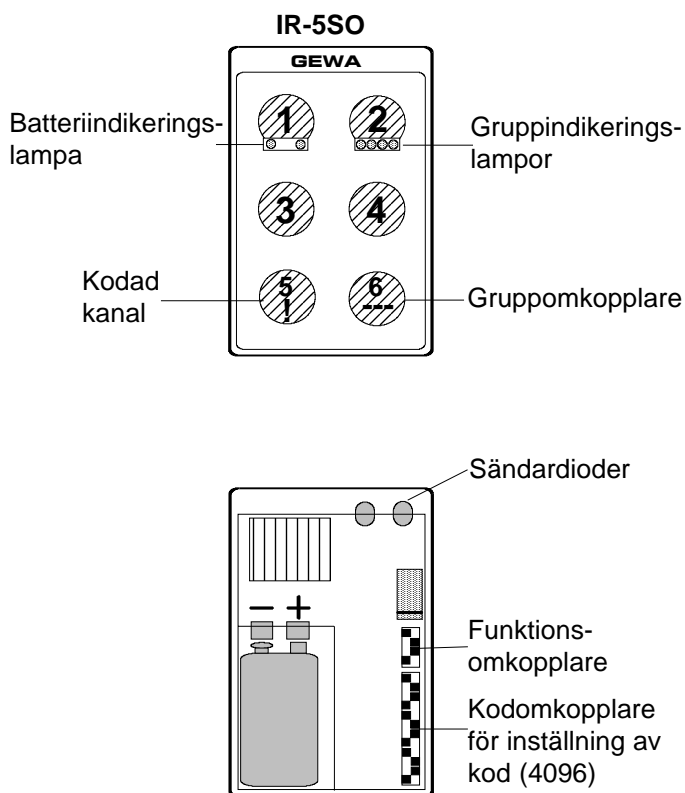 IR-5SO
GEWA
1
2
Batteriindikerings-
lampa
Gruppindikerings-
lampor
3
4
Kodad
kanal
5
!
6
---
Gruppomkopplare
Sändardioder
− +
Funktions-
omkopplare
Kodomkopplare
för inställning av
kod (4096)